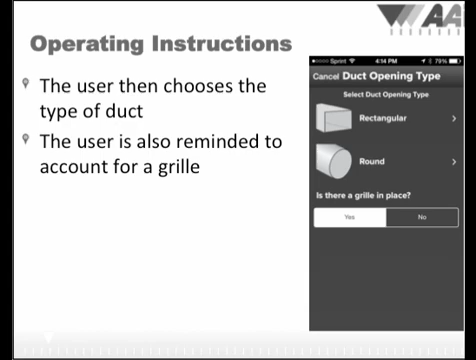 Operating Instructions
The user then chooses the
type of duct
The user is also reminded to
account for a grille
Sprint
4:14 PM
79%
Cancel Duct Opening Type
Select Duct Opening Type
Rectangular
Round
Is there a grille in place?
Yes No